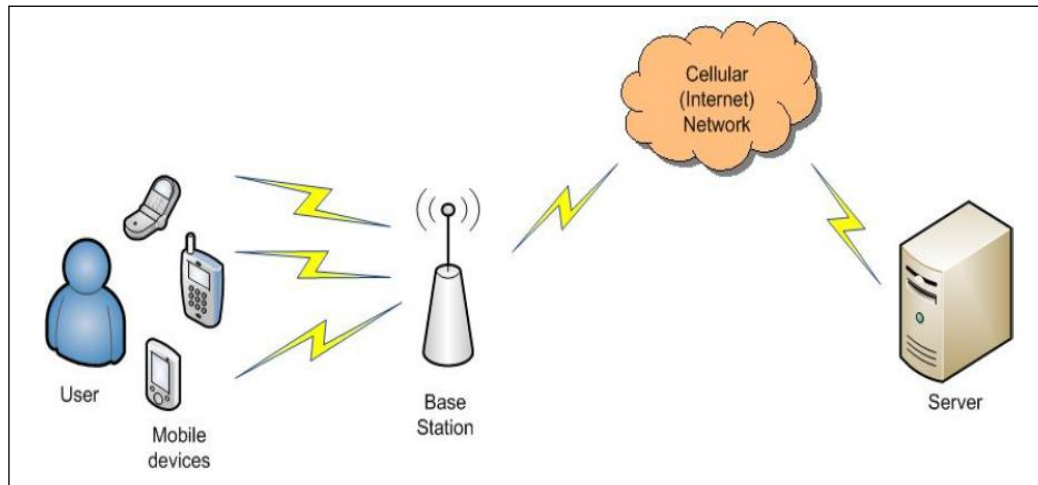 Cellular
(Internet)
Network
User
Mobile
devices
Base
Station
Server